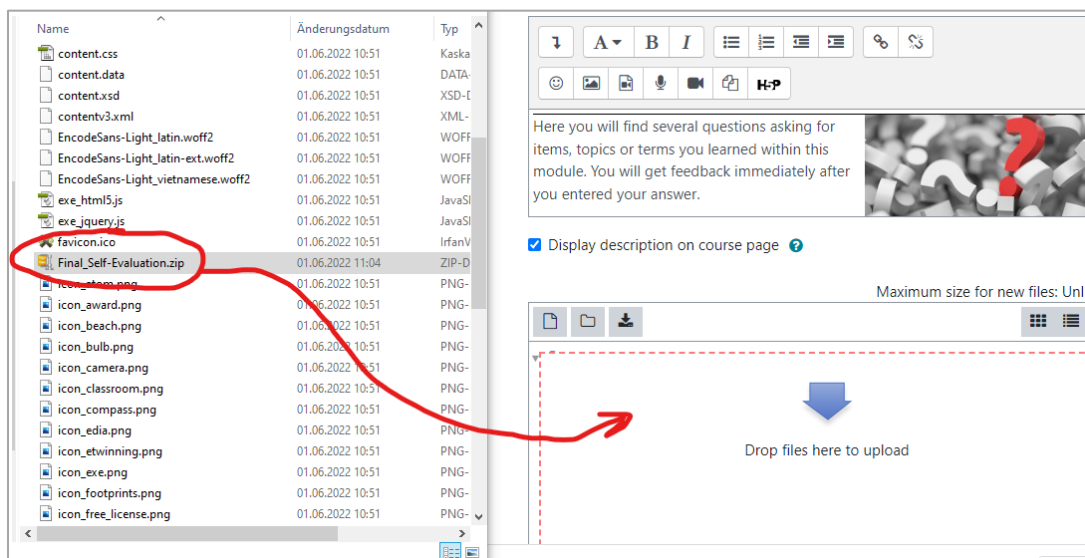 Name Änderungsdatum Typ
content.css 01.06.2022 10:51 Kaska
content.data 01.06.2022 10:51 DATA-
content.xsd 01.06.2022 10:51 XSD-D
contentv3.xml 01.06.2022 10:51 XML-
EncodeSans-Light_latin.woff2 01.06.2022 10:51 WOFF
EncodeSans-Light_latin-ext.woff2 01.06.2022 10:51 WOFF
EncodeSans-Light_vietnamese.woff2 01.06.2022 10:51 WOFF
exe_html5.js 01.06.2022 10:51 JavaSl
exe_jquery.js 01.06.2022 10:51 JavaSl
favicon.ico 01.06.2022 10:51 IrfanV
Final_Self-Evaluation.zip 01.06.2022 11:04 ZIP-D
icon_atom.png 01.06.2022 10:51 PNG-
icon_award.png 01.06.2022 10:51 PNG-
icon_beach.png 01.06.2022 10:51 PNG-
icon_bulb.png 01.06.2022 10:51 PNG-
icon_camera.png 01.06.2022 10:51 PNG-
icon_classroom.png 01.06.2022 10:51 PNG-
icon_compass.png 01.06.2022 10:51 PNG-
icon_edia.png 01.06.2022 10:51 PNG-
icon_etwinning.png 01.06.2022 10:51 PNG-
icon_exe.png 01.06.2022 10:51 PNG-
icon_footprints.png 01.06.2022 10:51 PNG-
icon_free_license.png 01.06.2022 10:51 PNG-
A B I
H5P
Here you will find several questions asking for
items, topics or terms you learned within this
module. You will get feedback immediately after
you entered your answer.
Display description on course page
Maximum size for new files: Unl
Drop files here to upload